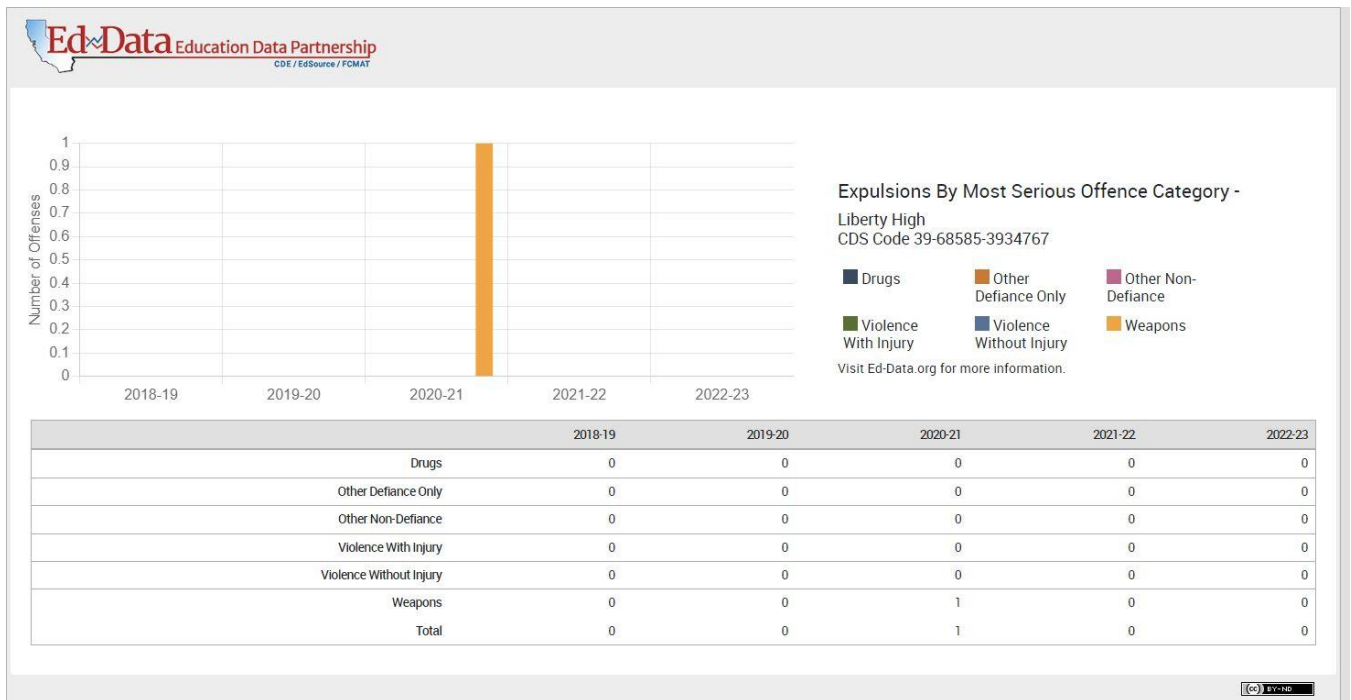 Ed Data Education Data Partnership
CDE / EdSource / FCMAT
Number of Offenses
1
0.9
0.8
0.7
0.6
0.5
0.4
0.3
0.2
0.1
0
2018-19 2019-20 2020-21 2021-22 2022-23
Expulsions By Most Serious Offence Category -
Liberty High
CDS Code 39-68585-3934767
Drugs
Other Defiance Only
Other Non-Defiance
Violence With Injury
Violence Without Injury
Weapons
Visit Ed-Data.org for more information.
2018-19 2019-20 2020-21 2021-22 2022-23
Drugs 0 0 0 0 0
Other Defiance Only 0 0 0 0 0
Other Non-Defiance 0 0 0 0 0
Violence With Injury 0 0 0 0 0
Violence Without Injury 0 0 0 0 0
Weapons 0 0 1 0 0
Total 0 0 1 0 0
(cc) BY-ND